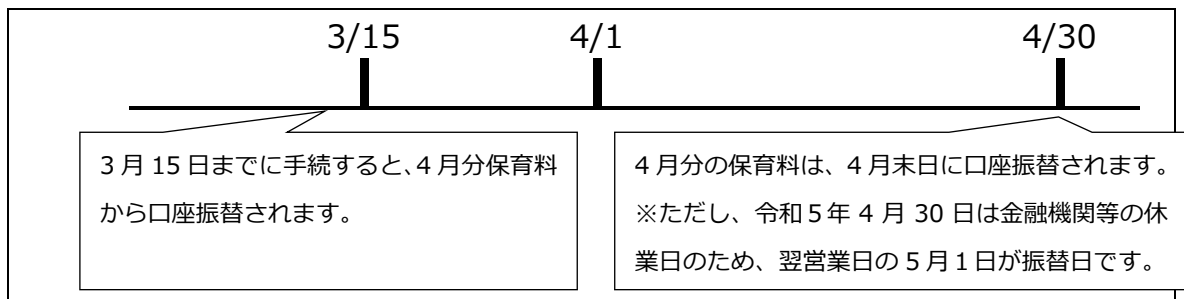 3/15 4/1 4/30
3月15日までに手続すると、4月分保育料
から口座振替されます。
4月分の保育料は、4月末日に口座振替されます。
※ただし、令和5年4月30日は金融機関等の休
業日のため、翌営業日の5月1日が振替日です。